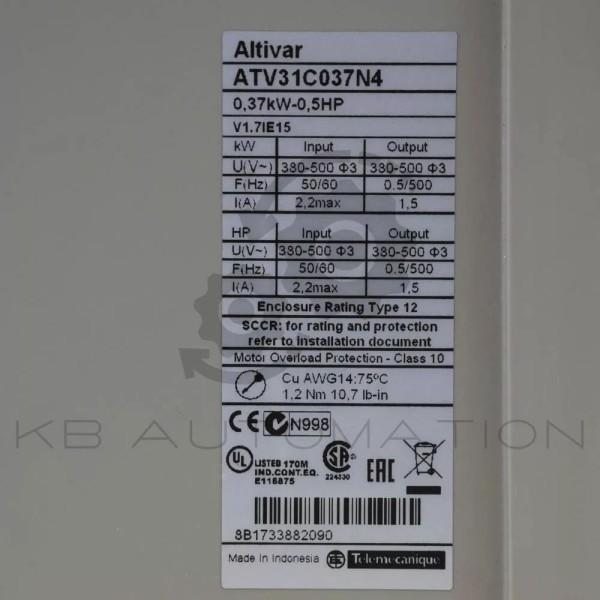 Altivar
ATV31C037N4
0,37kW-0,5HP
V1.7IE15
kW Input Output
U(V~) 380-500 Φ3 380-500 Φ3
F(Hz) 50/60 0.5/500
I(A) 2,2max 1,5
HP Input Output
U(V~) 380-500 Φ3 380-500 Φ3
F(Hz) 50/60 0.5/500
I(A) 2,2max 1,5
Enclosure Rating Type 12
SCCR: for rating and protection
refer to installation document
Motor Overload Protection - Class 10
Cu AWG14:75ºC
1,2 Nm 10,7 lb-in
CE N998
KB AUTOMATION
UL LISTED 170M
IND.CONT.EQ.
E116875
SA
224330
EAC
8B1733882090
Made in Indonesia Telemecanique